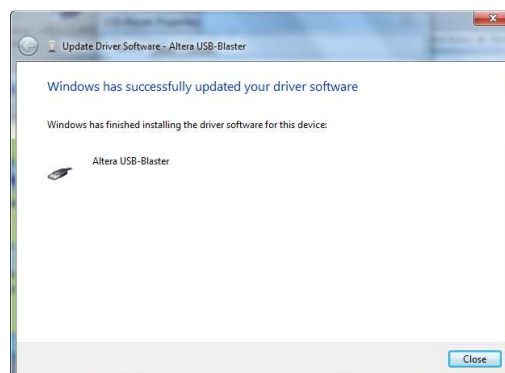 Update Driver Software - Altera USB-Blaster
Windows has successfully updated your driver software
Windows has finished installing the driver software for this device:
Altera USB-Blaster
Close